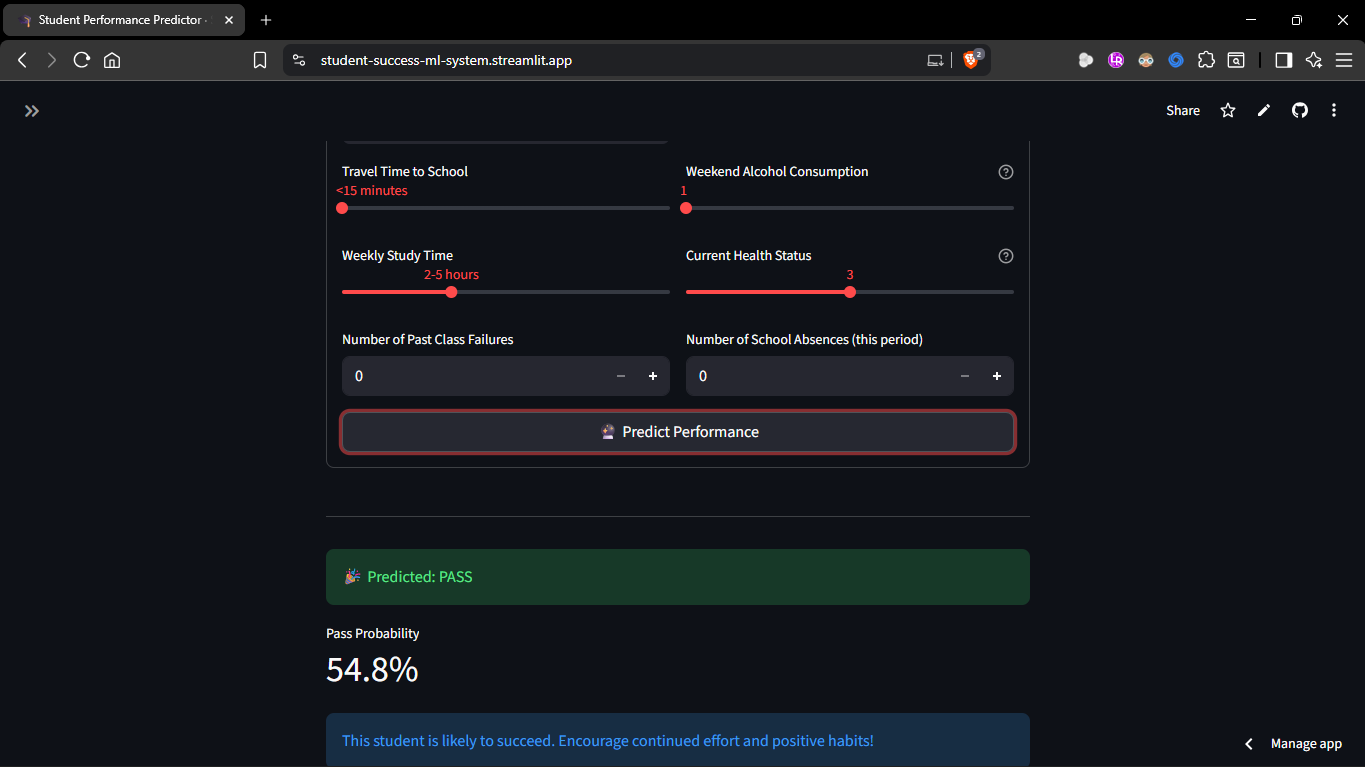 Student Performance Predictor ·
student-success-ml-system.streamlit.app
2
Share
Travel Time to School
<15 minutes
Weekend Alcohol Consumption
1
Weekly Study Time
2-5 hours
Current Health Status
3
Number of Past Class Failures
0
Number of School Absences (this period)
0
Predict Performance
Predicted: PASS
Pass Probability
54.8%
This student is likely to succeed. Encourage continued effort and positive habits!
Manage app